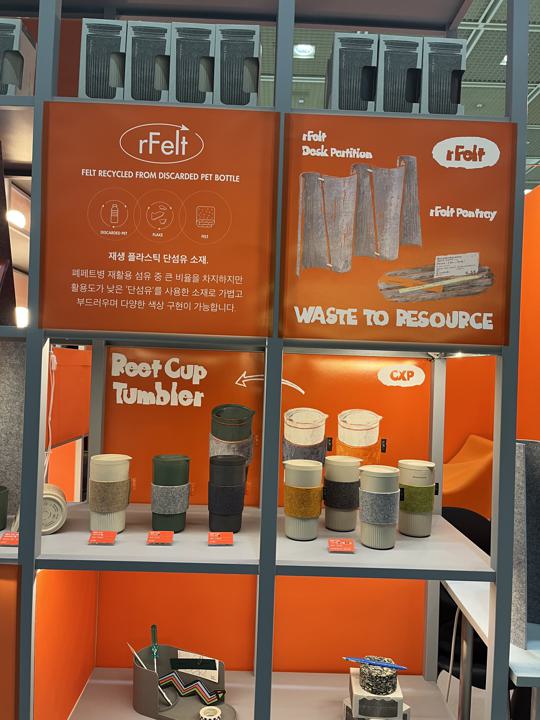 rFelt
FELT RECYCLED FROM DISCARDED PET BOTTLE
DISCARDED PET
FLAKE
FELT
재생 플라스틱 단섬유 소재.
폐페트병 재활용 섬유 중 큰 비율을 차지하지만
활용도가 낮은 '단섬유'를 사용한 소재로 가볍고
부드러우며 다양한 색상 구현이 가능합니다.
rFelt
Desk Partition
rFelt
rFelt Pentray
WASTE TO RESOURCE
Reet Cup
Tumbler
CXP